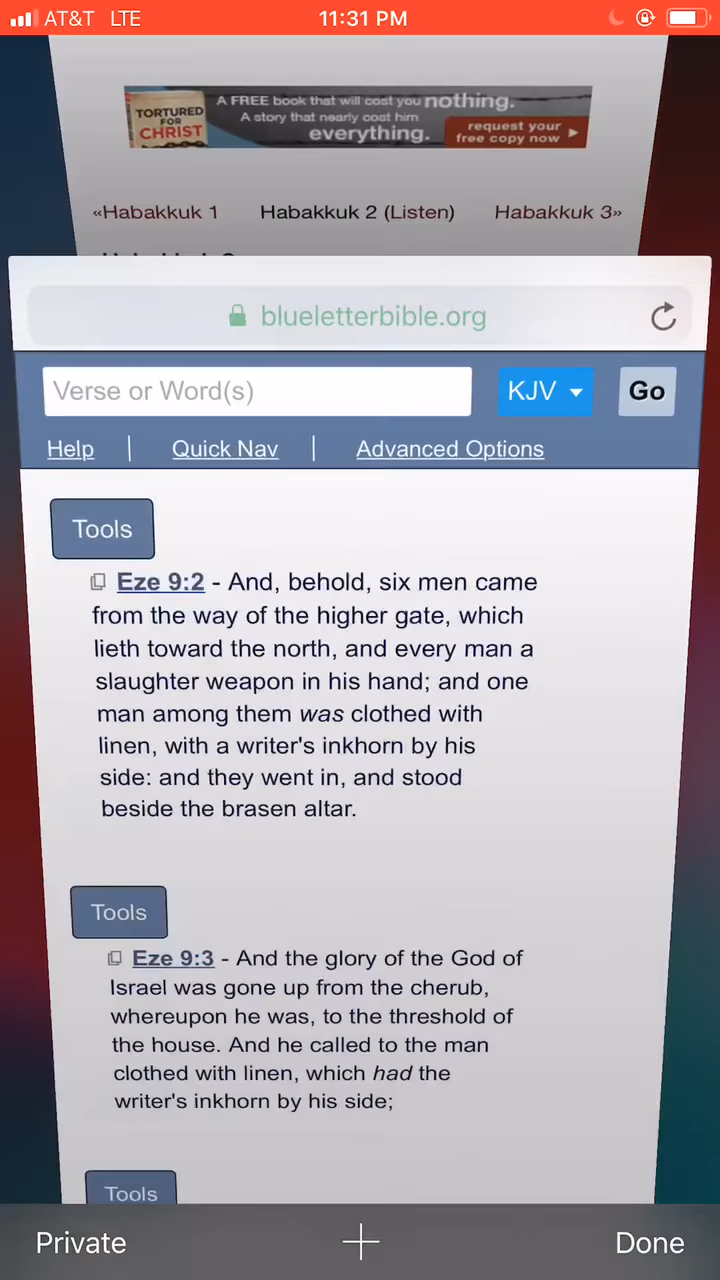 AT&T LTE 11:31 PM
TORTURED
FOR
CHRIST
A FREE book that will cost you nothing.
A story that nearly cost him
everything.
request your
free copy now
«Habakkuk 1 Habakkuk 2 (Listen) Habakkuk 3»
blueletterbible.org
Verse or Word(s) KJV Go
Help | Quick Nav | Advanced Options
Tools
Eze 9:2 - And, behold, six men came
from the way of the higher gate, which
lieth toward the north, and every man a
slaughter weapon in his hand; and one
man among them was clothed with
linen, with a writer's inkhorn by his
side: and they went in, and stood
beside the brasen altar.
Tools
Eze 9:3 - And the glory of the God of
Israel was gone up from the cherub,
whereupon he was, to the threshold of
the house. And he called to the man
clothed with linen, which had the
writer's inkhorn by his side;
Tools
Private Done